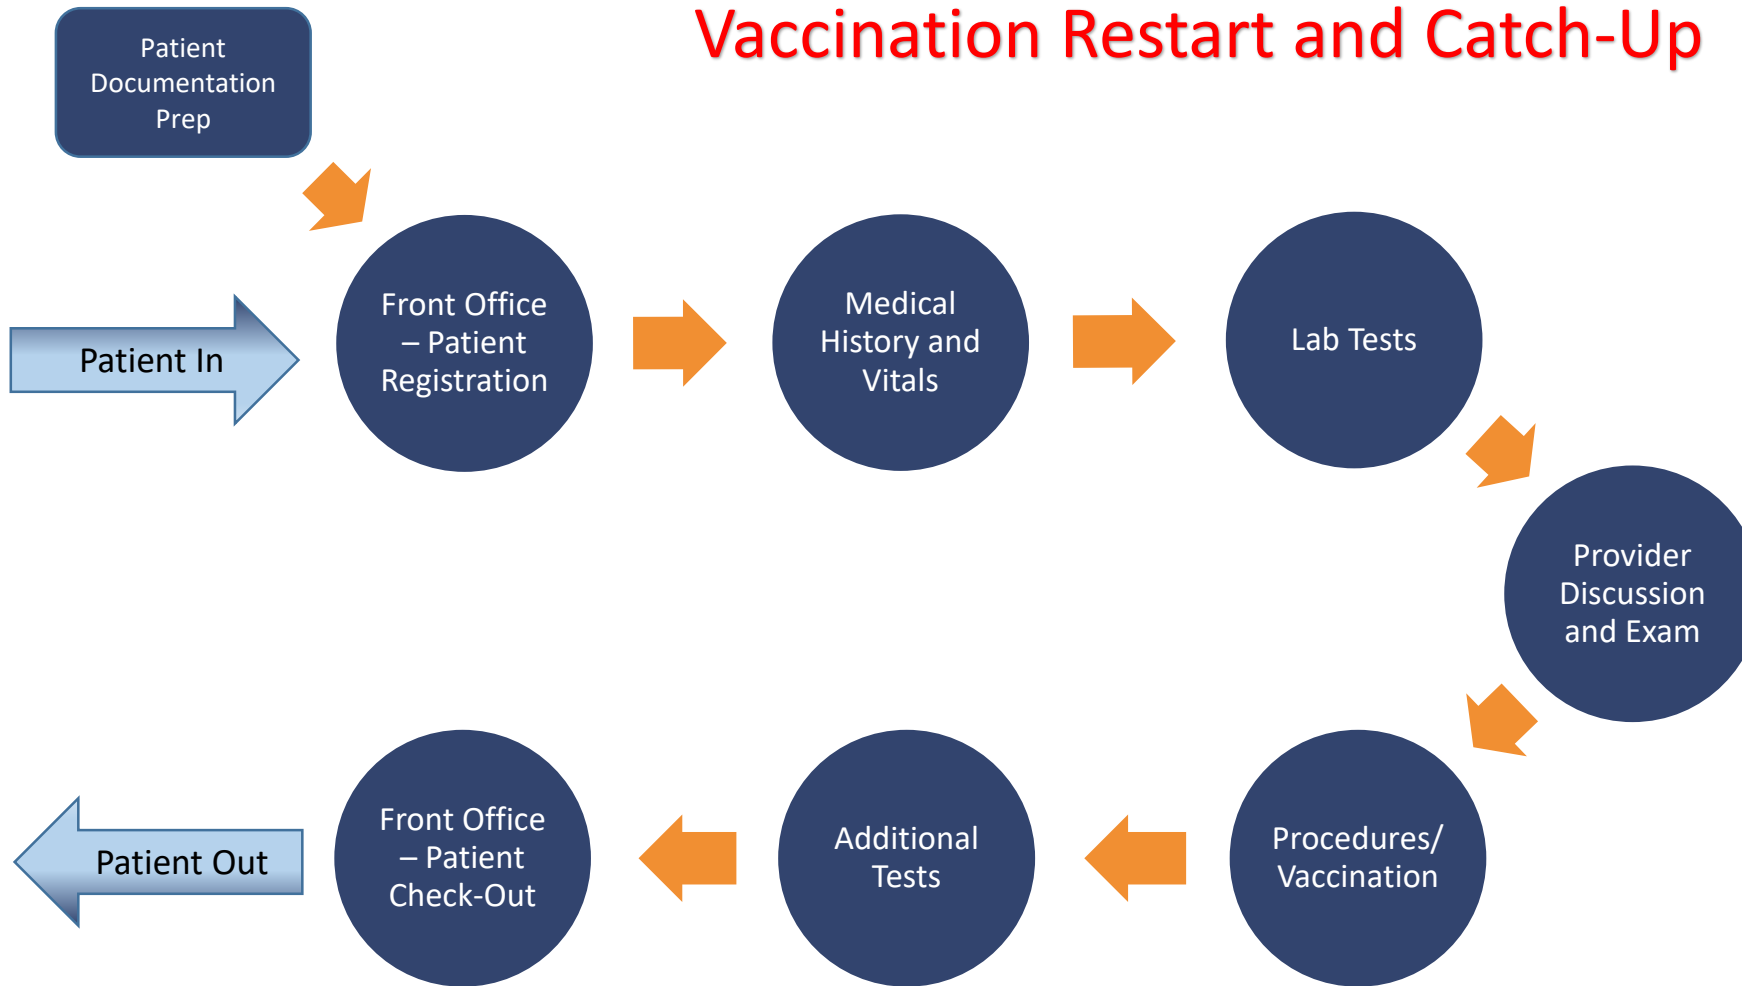 Vaccination Restart and Catch-Up
Patient
Documentation
Prep
Patient In
Front Office
– Patient
Registration
Medical
History and
Vitals
Lab Tests
Provider
Discussion
and Exam
Procedures/
Vaccination
Additional
Tests
Front Office
– Patient
Check-Out
Patient Out